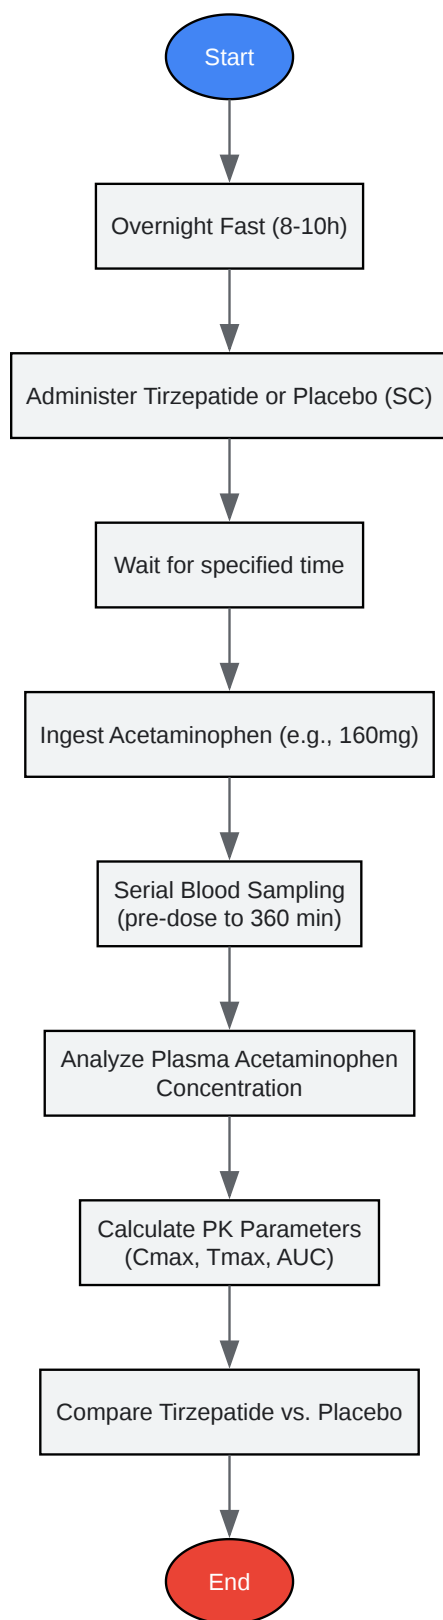 Start
Overnight Fast (8-10h)
Administer Tirzepatide or Placebo (SC)
Wait for specified time
Ingest Acetaminophen (e.g., 160mg)
Serial Blood Sampling
(pre-dose to 360 min)
Analyze Plasma Acetaminophen
Concentration
Calculate PK Parameters
(Cmax, Tmax, AUC)
Compare Tirzepatide vs. Placebo
End